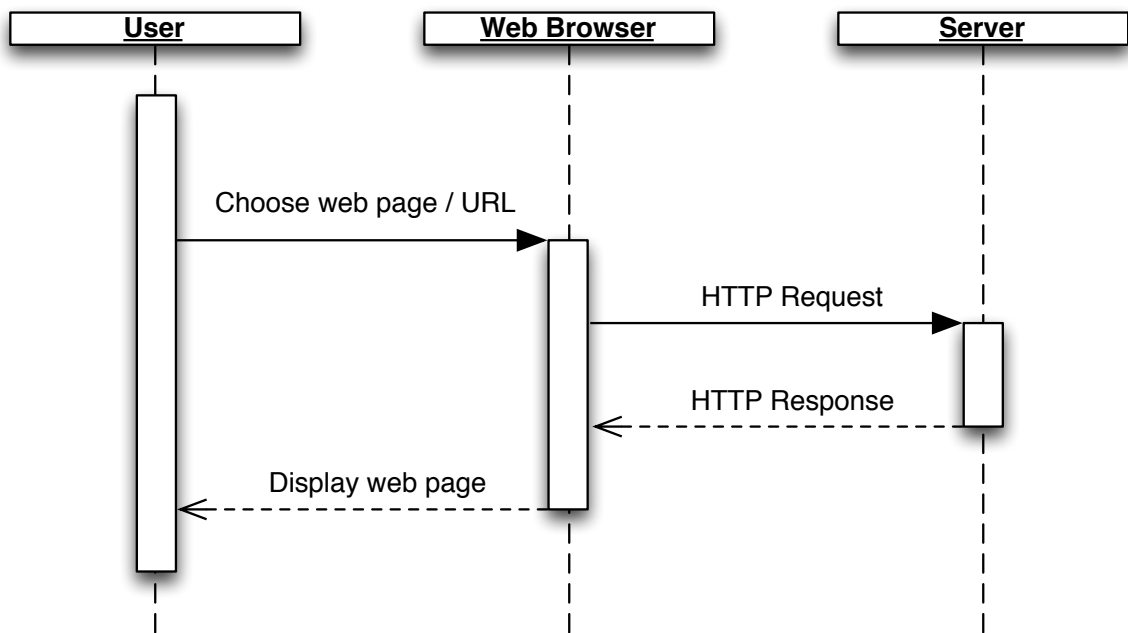 User
Web Browser
Server
Choose web page / URL
HTTP Request
HTTP Response
Display web page